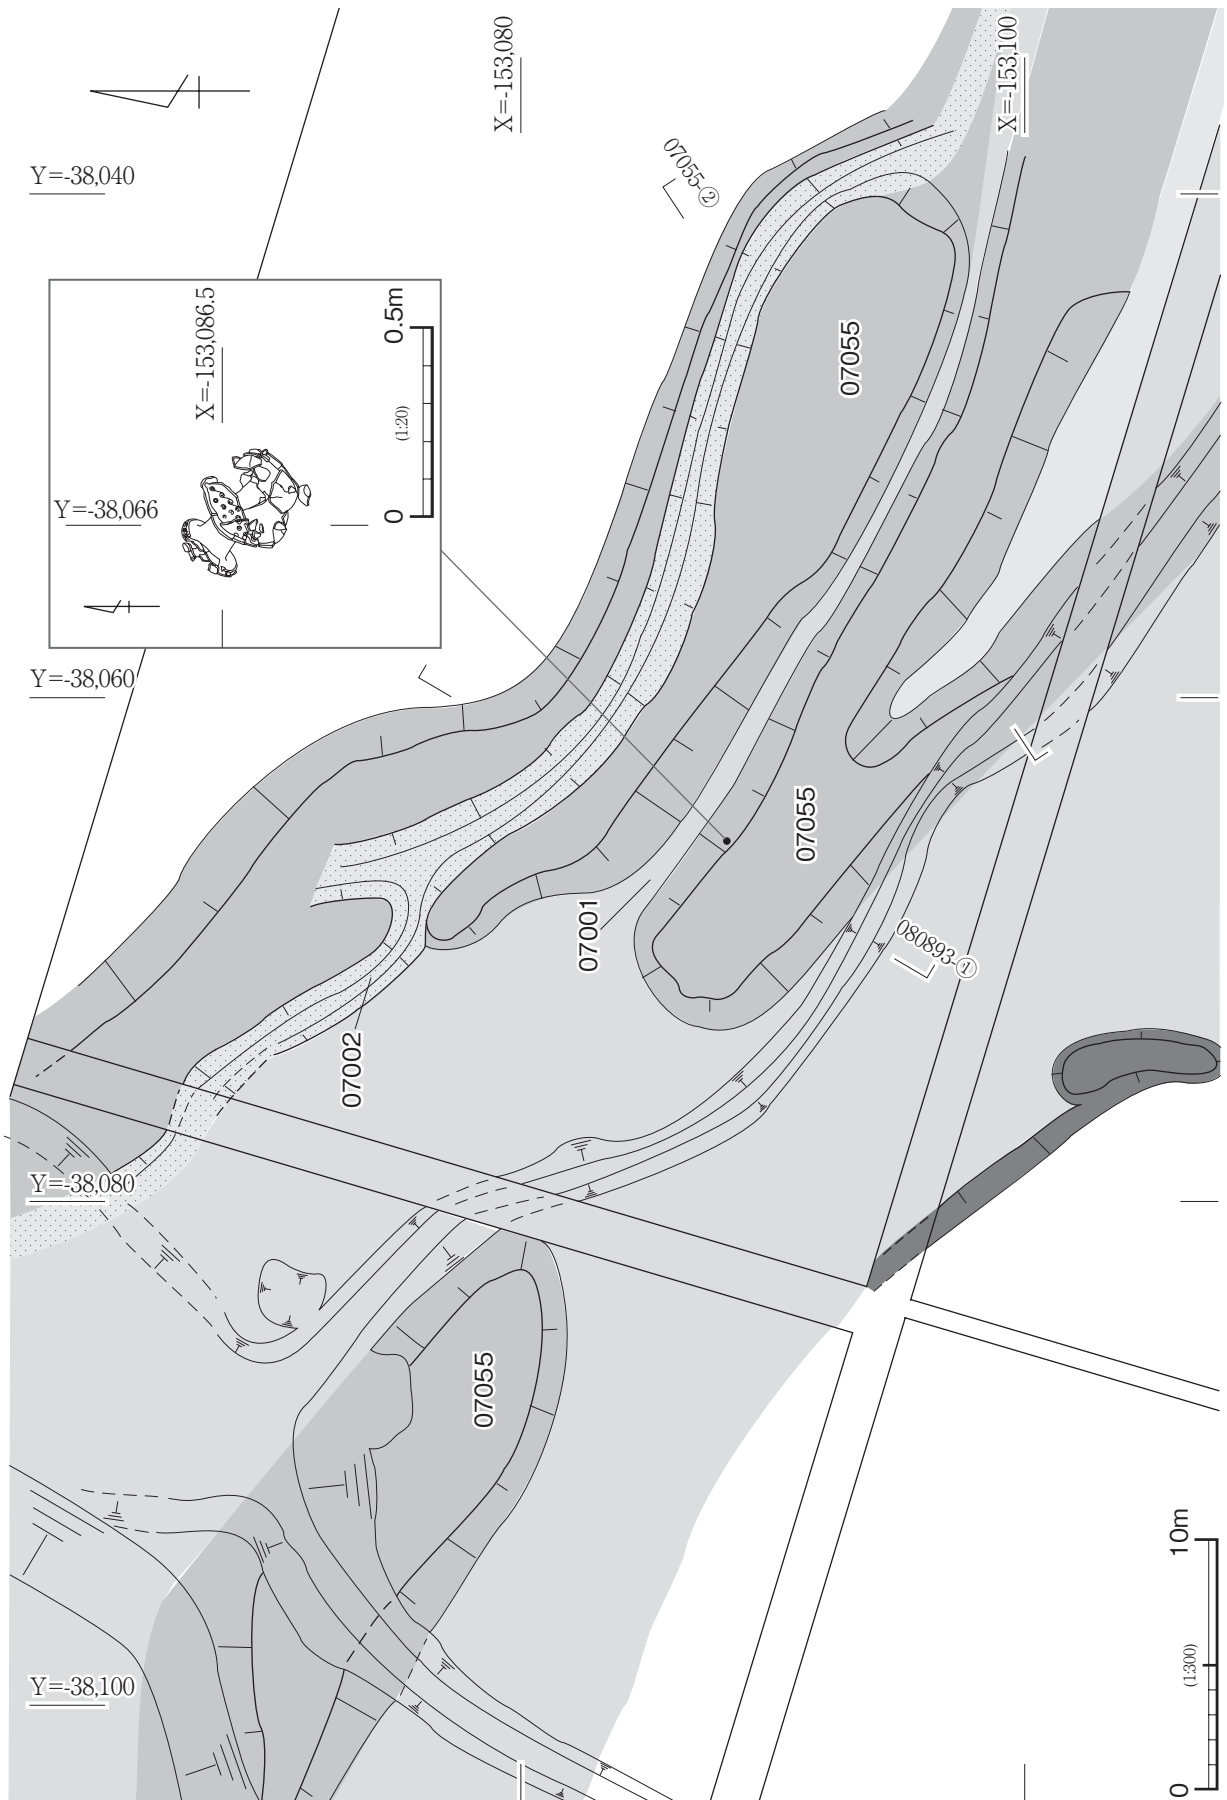 X=-153,080
X=-153,100
Y=-38,040
07055-②
X=-153,086.5
0.5m
(1:20)
0
Y=-38,066
07055
Y=-38,060
07055
07001
080893-①
07002
Y=-38,080
07055
10m
(1:300)
0
Y=-38,100